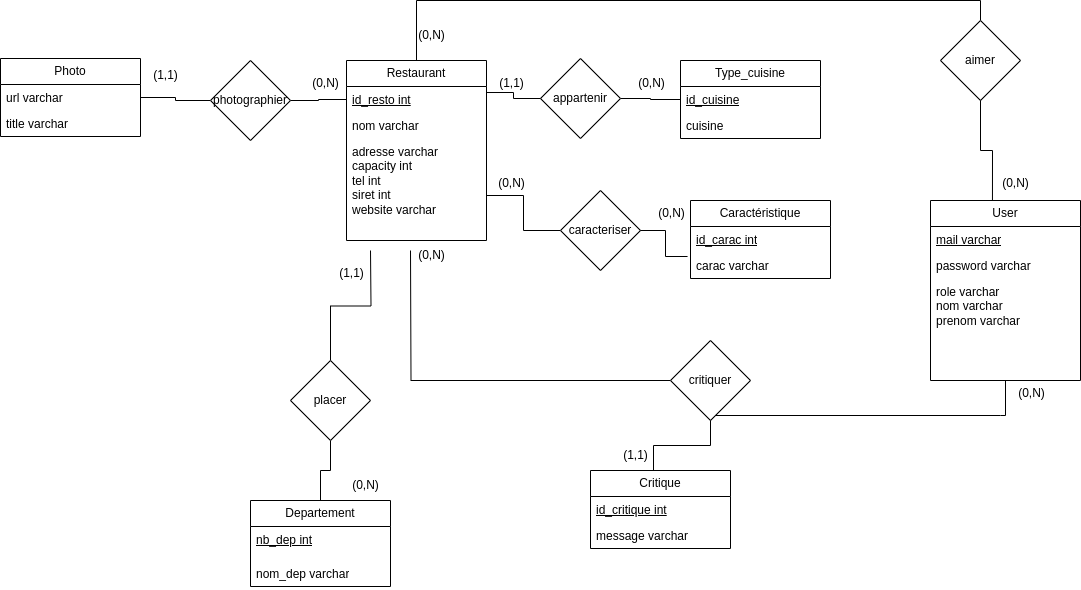 (0,N)
aimer
Photo
url varchar
title varchar
(1,1)
photographier
(0,N)
Restaurant
id_resto int
nom varchar
adresse varchar
capacity int
tel int
siret int
website varchar
(1,1)
appartenir
(0,N)
Type_cuisine
id_cuisine
cuisine
(0,N)
caracteriser
(0,N)
Caractéristique
id_carac int
carac varchar
(0,N)
User
mail varchar
password varchar
role varchar
nom varchar
prenom varchar
(0,N)
(1,1)
(0,N)
placer
critiquer
(0,N)
Departement
nb_dep int
nom_dep varchar
(1,1)
Critique
id_critique int
message varchar